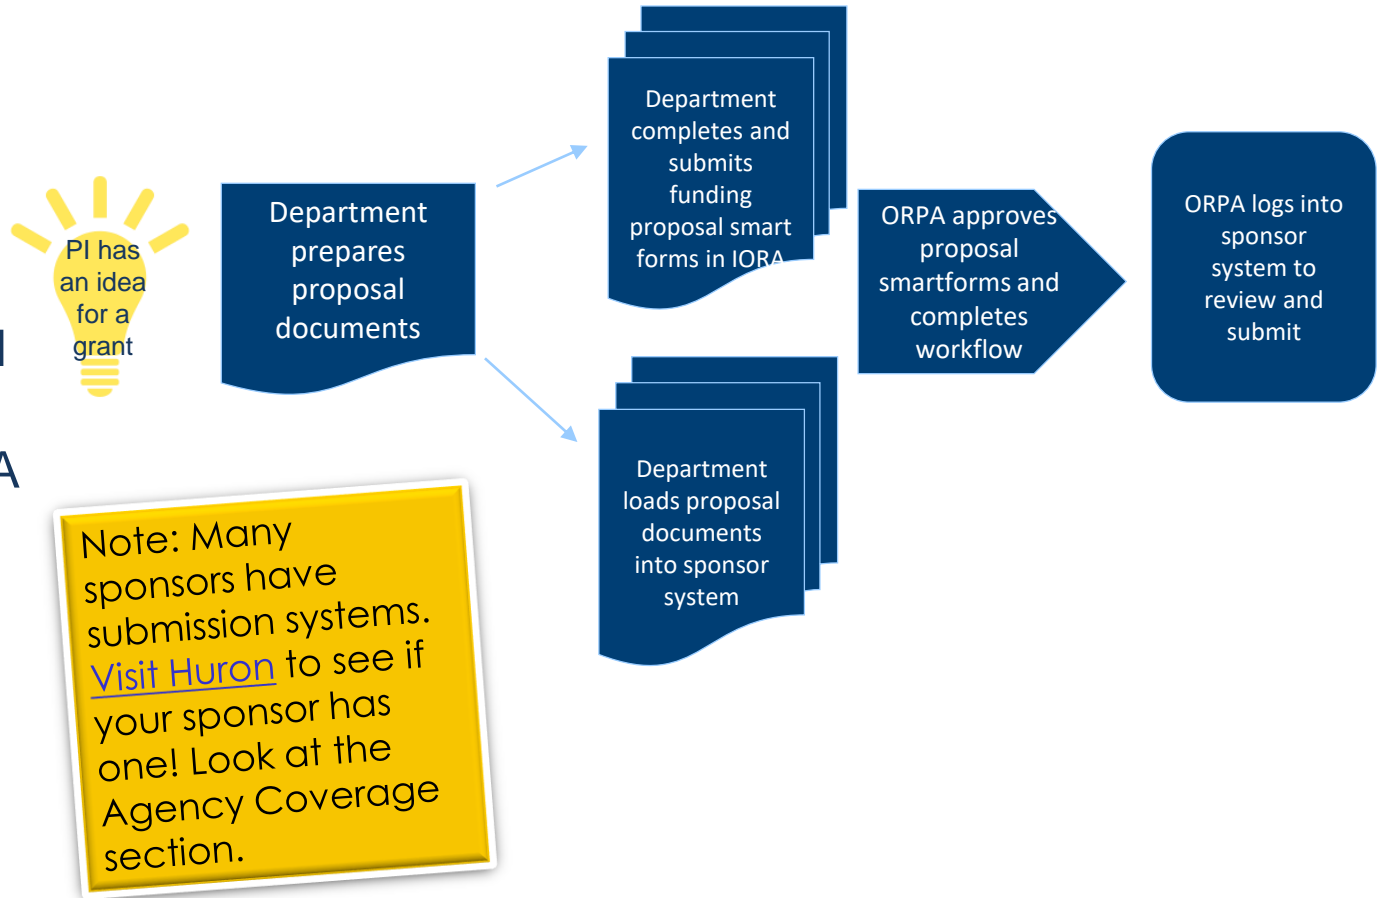 PI has
an idea
for a
grant
Department
prepares
proposal
documents
Department
completes and
submits
funding
proposal smart
forms in IORA
Department
loads proposal
documents
into sponsor
system
ORPA approves
proposal
smartforms and
completes
workflow
ORPA logs into
sponsor
system to
review and
submit
A
Note: Many
sponsors have
submission systems.
Visit Huron to see if
your sponsor has
one! Look at the
Agency Coverage
section.